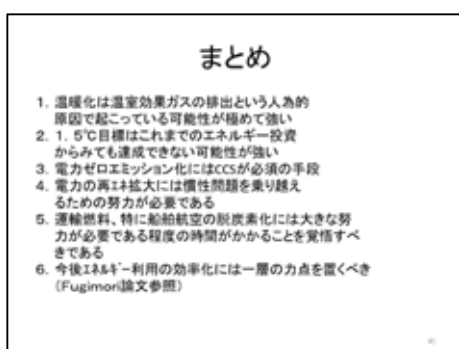 まとめ
1. 温暖化は温室効果ガスの排出という人為的
原因で起こっている可能性が極めて強い
2. 1. 5℃目標はこれまでのエネルギー投資
からみても達成できない可能性が強い
3. 電力ゼロエミッション化にはCCSが必須の手段
4. 電力の再エネ拡大には慣性問題を乗り越え
るための努力が必要である
5. 運輸燃料、特に船舶航空の脱炭素化には大きな努
力が必要である程度の時間がかかることを覚悟すべ
きである
6. 今後エネルギー利用の効率化には一層の力点を置くべき
(Fugimori論文参照)